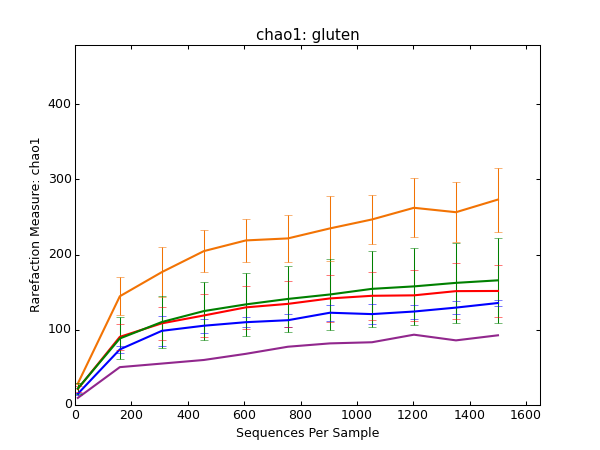 chao1: gluten
Rarefaction Measure: chao1
400
300
200
100
0
0 200 400 600 800 1000 1200 1400 1600
Sequences Per Sample